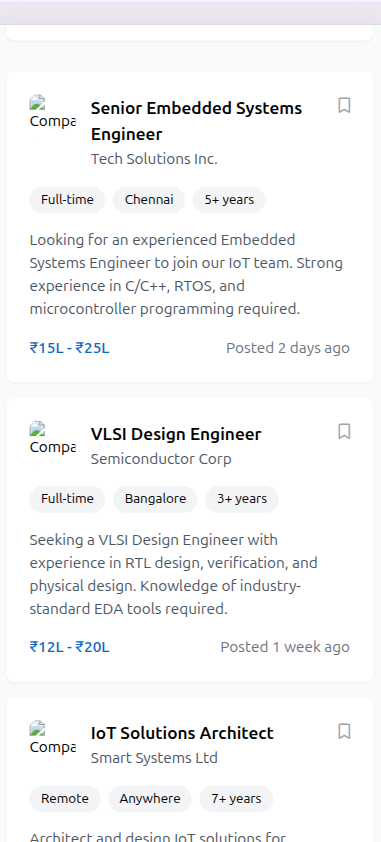 Compa
Senior Embedded Systems
Engineer
Tech Solutions Inc.
Full-time
Chennai
5+ years
Looking for an experienced Embedded
Systems Engineer to join our IoT team. Strong
experience in C/C++, RTOS, and
microcontroller programming required.
₹15L - ₹25L
Posted 2 days ago
Compa
VLSI Design Engineer
Semiconductor Corp
Full-time
Bangalore
3+ years
Seeking a VLSI Design Engineer with
experience in RTL design, verification, and
physical design. Knowledge of industry-
standard EDA tools required.
₹12L - ₹20L
Posted 1 week ago
Compa
IoT Solutions Architect
Smart Systems Ltd
Remote
Anywhere
7+ years
Architect and design IoT solutions for